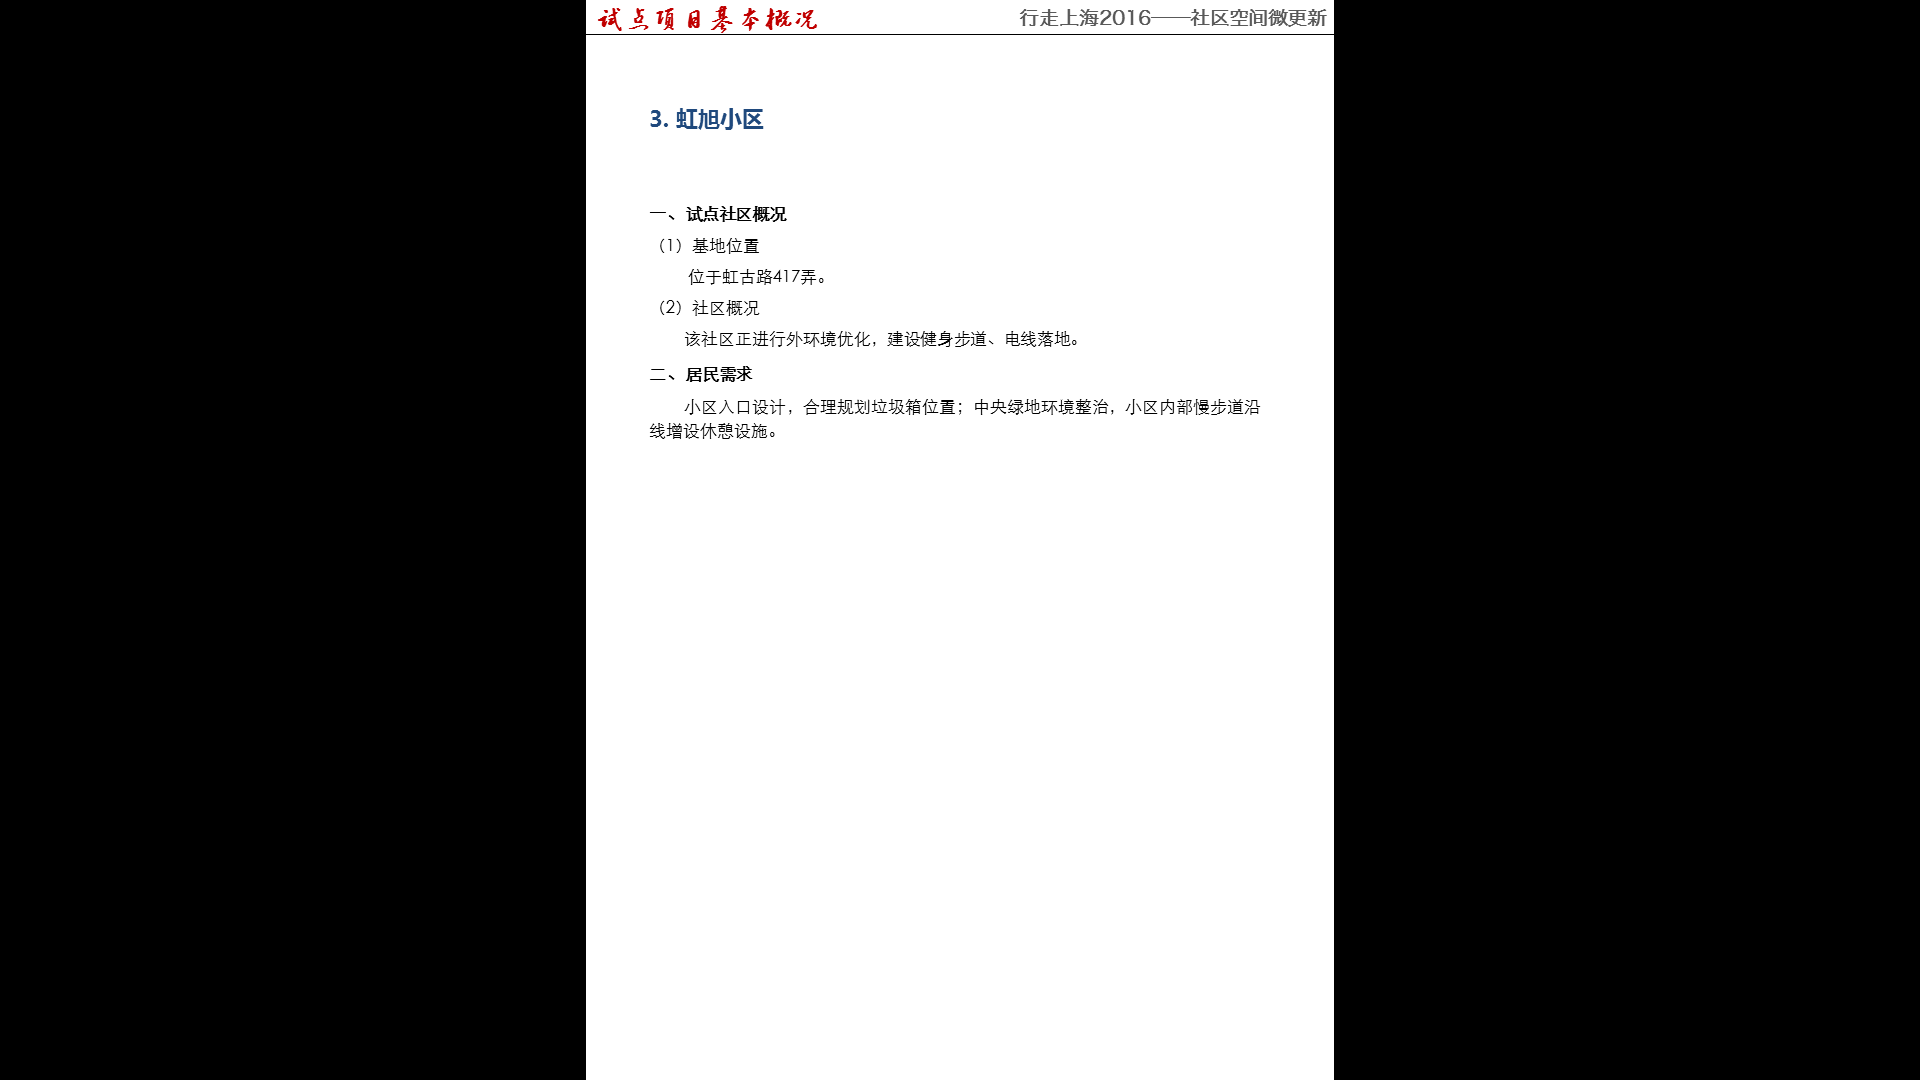 试点项目基本概况
行走上海2016——社区空间微更新
3. 虹旭小区
一、试点社区概况
（1）基地位置
位于虹古路417弄。
（2）社区概况
该社区正进行外环境优化，建设健身步道、电线落地。
二、居民需求
小区入口设计，合理规划垃圾箱位置；中央绿地环境整治，小区内部慢步道沿
线增设休憩设施。